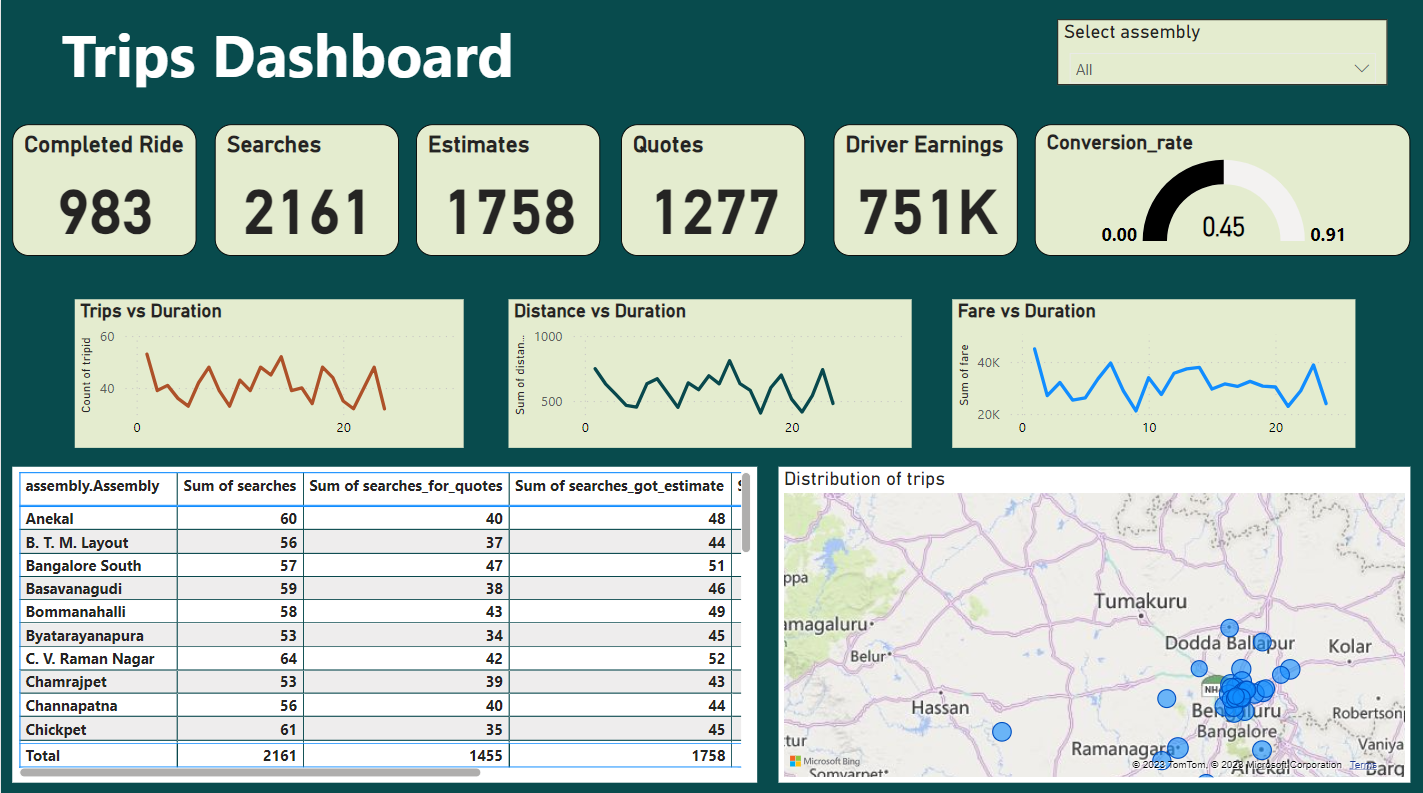 Trips Dashboard
Select assembly
All
Completed Ride
983
Searches
2161
Estimates
1758
Quotes
1277
Driver Earnings
751K
Conversion_rate
0.00
0.45
0.91
Trips vs Duration
Count of tripid
60
40
0 20
Distance vs Duration
Sum of distan...
1000
500
0 20
Fare vs Duration
Sum of fare
40K
20K
0 10 20
assembly.Assembly Sum of searches Sum of searches_for_quotes Sum of searches_got_estimate
Anekal 60 40 48
B. T. M. Layout 56 37 44
Bangalore South 57 47 51
Basavanagudi 59 38 46
Bommanahalli 58 43 49
Byatarayanapura 53 34 45
C. V. Raman Nagar 64 42 52
Chamrajpet 53 39 43
Channapatna 56 40 44
Chickpet 61 35 45
Total 2161 1455 1758
Distribution of trips
ppa
Tumakuru
amagaluru
Dodda Ballapur
Kolar
Belur
NH
Hassan
Bengaluru
Robertson
Bangalore
tur
Ramanagara
Vaniya
Microsoft Bing
© 2023 TomTom, © 2023 Microsoft Corporation Terms
Somvarpet
Anekal
Barg